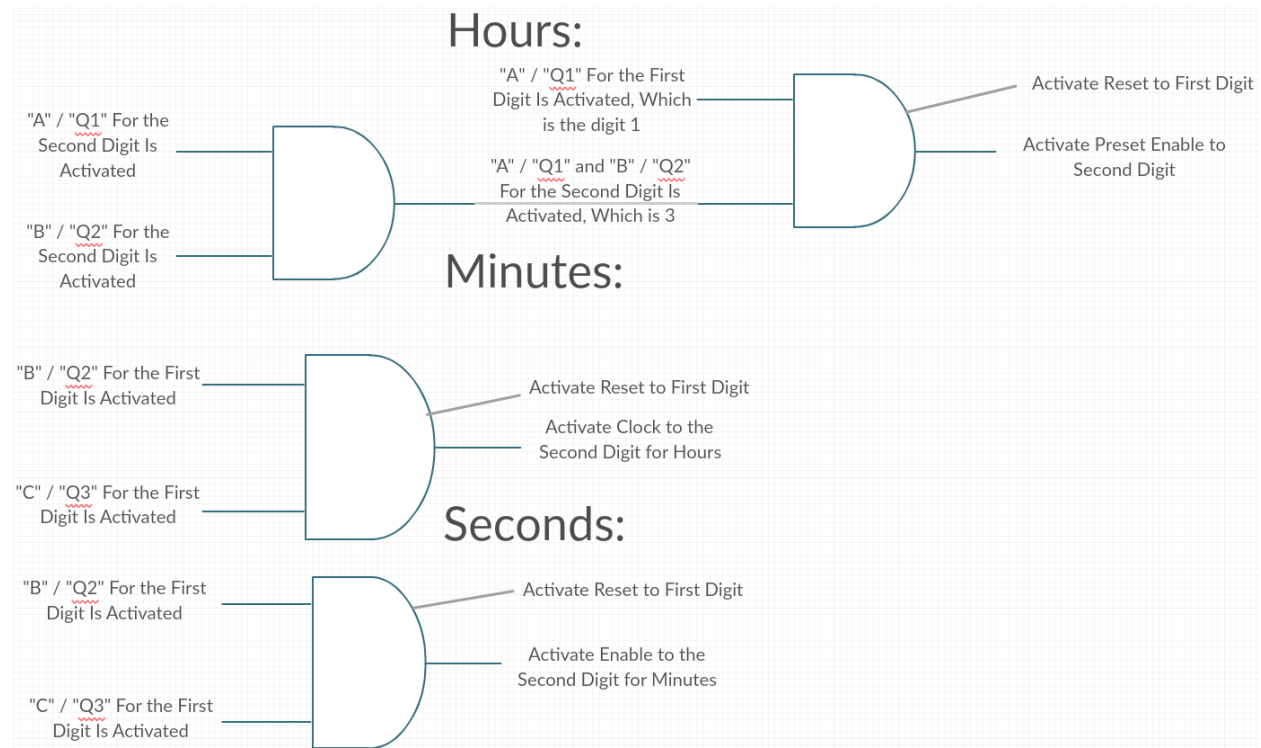 Hours:
"A" / "Q1" For the
Second Digit Is
Activated
"B" / "Q2" For the
Second Digit Is
Activated
"A" / "Q1" For the First
Digit Is Activated, Which
is the digit 1
"A" / "Q1" and "B" / "Q2"
For the Second Digit Is
Activated, Which is 3
Activate Reset to First Digit
Activate Preset Enable to
Second Digit
Minutes:
"B" / "Q2" For the First
Digit Is Activated
"C" / "Q3" For the First
Digit Is Activated
Activate Reset to First Digit
Activate Clock to the
Second Digit for Hours
Seconds:
"B" / "Q2" For the First
Digit Is Activated
"C" / "Q3" For the First
Digit Is Activated
Activate Reset to First Digit
Activate Enable to the
Second Digit for Minutes